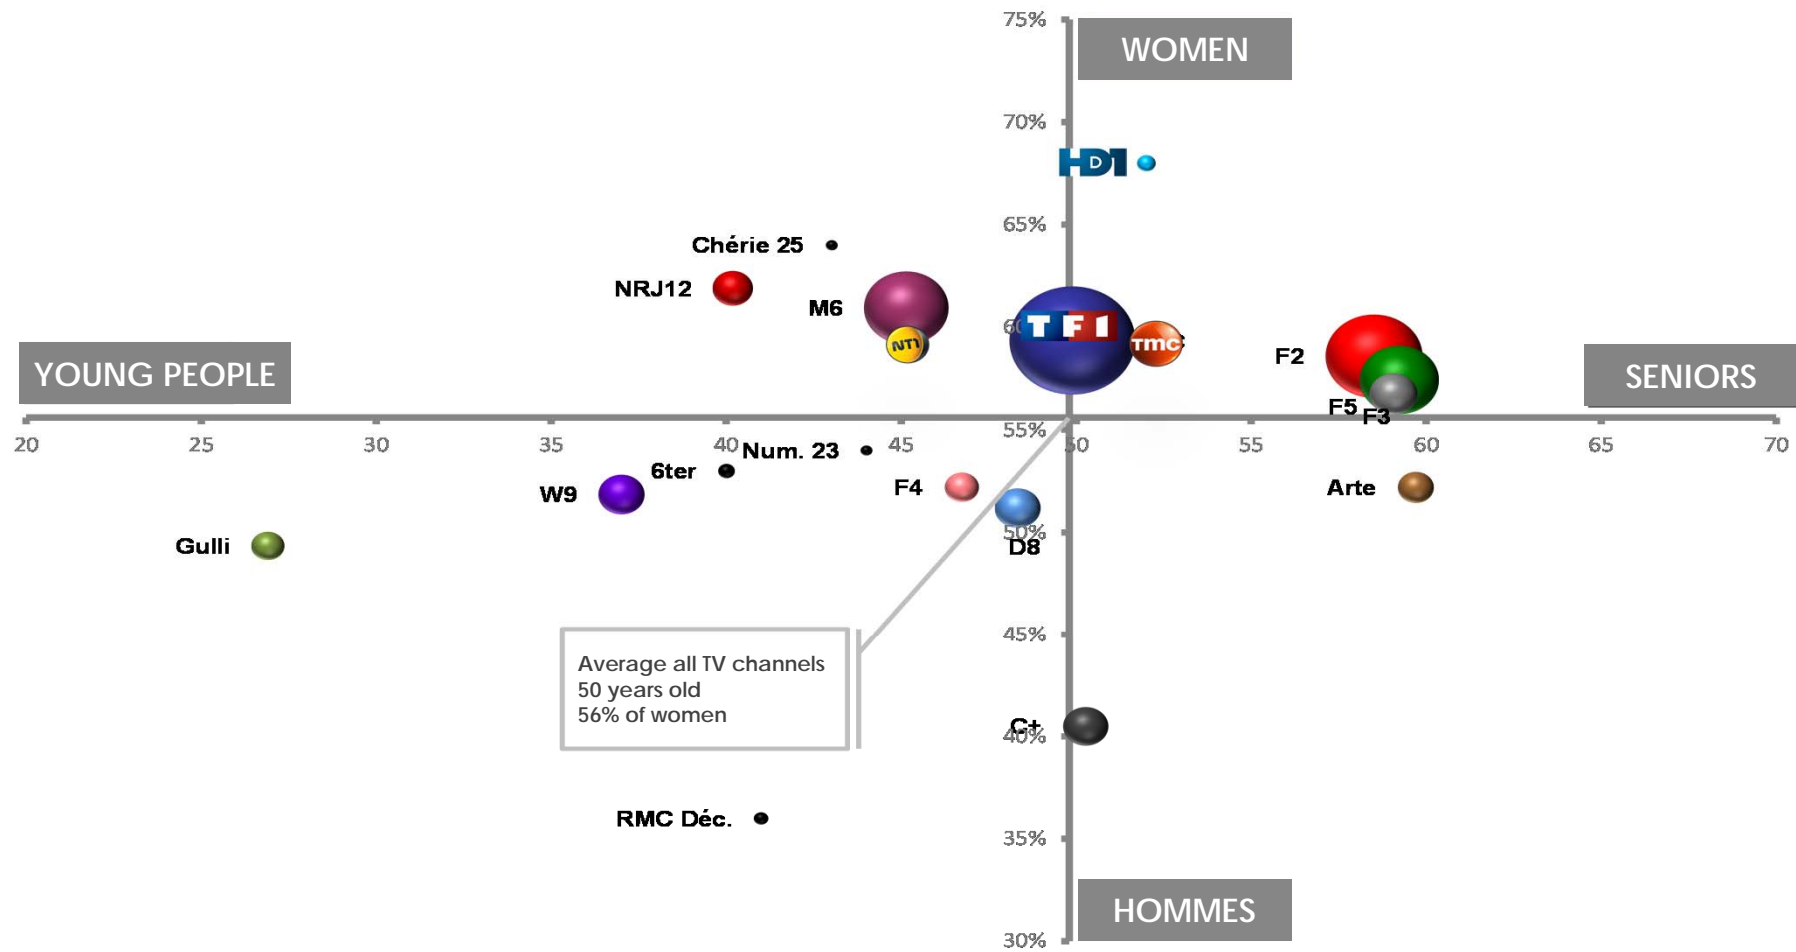 75%
WOMEN
70%
HD1
65%
Chérie 25
NRJ12
M6
TF1
TMC
NT1
F2
YOUNG PEOPLE
SENIORS
F5
F3
20
25
30
35
40
45
55%
50
55
60
65
70
Num. 23
6ter
W9
F4
Arte
50%
Gulli
D8
45%
Average all TV channels
50 years old
56% of women
C+
40%
RMC Déc.
35%
HOMMES
30%